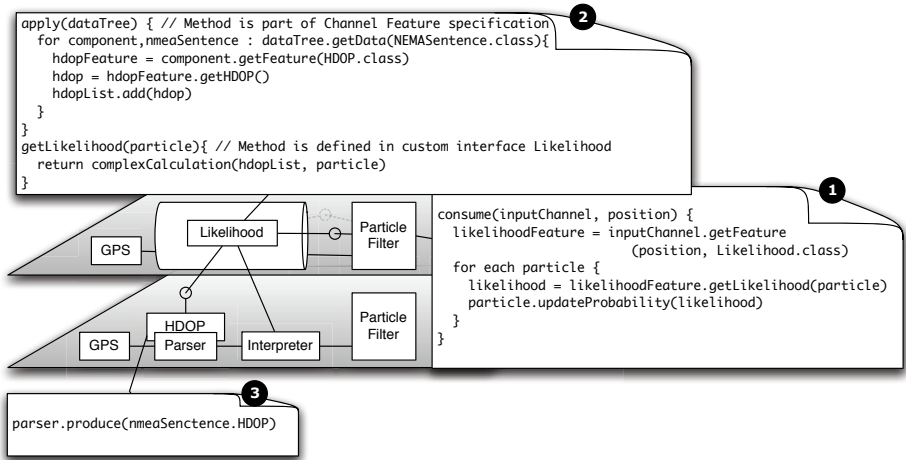 2
apply(dataTree) { // Method is part of Channel Feature specification
for component,nmeaSentence : dataTree.getData(NEMASentence.class){
hdopFeature = component.getFeature(HDOP.class)
hdop = hdopFeature.getHDOP()
hdopList.add(hdop)
}
}
getLikelihood(particle){ // Method is defined in custom interface Likelihood
return complexCalculation(hdopList, particle)
}
1
consume(inputChannel, position) {
likelihoodFeature = inputChannel.getFeature
(position, Likelihood.class)
for each particle {
likelihood = likelihoodFeature.getLikelihood(particle)
particle.updateProbability(likelihood)
}
}
GPS
Likelihood
Particle
Filter
HDOP
GPS
Parser
Interpreter
Particle
Filter
3
parser.produce(nmeaSenctence.HDOP)